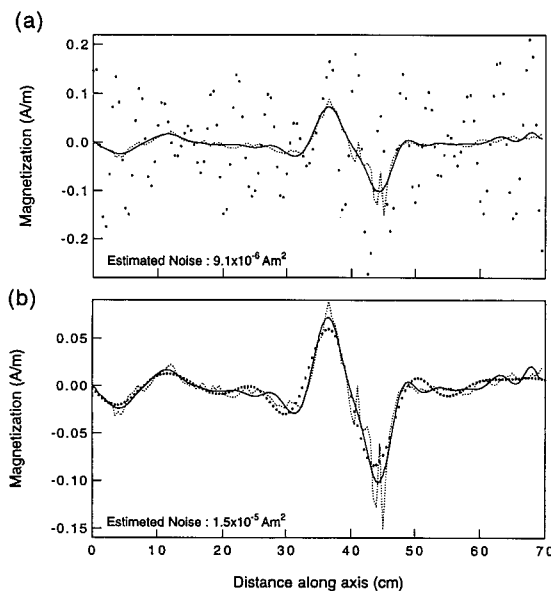 (a)
0.2
0.1
0.0
-0.1
-0.2
Magnetization (A/m)
Estimated Noise : 9.1x10⁻⁶ Am²
(b)
0.05
0.00
-0.05
-0.10
-0.15
Magnetization (A/m)
Estimeted Noise : 1.5x10⁻⁵ Am²
0 10 20 30 40 50 60 70
Distance along axis (cm)